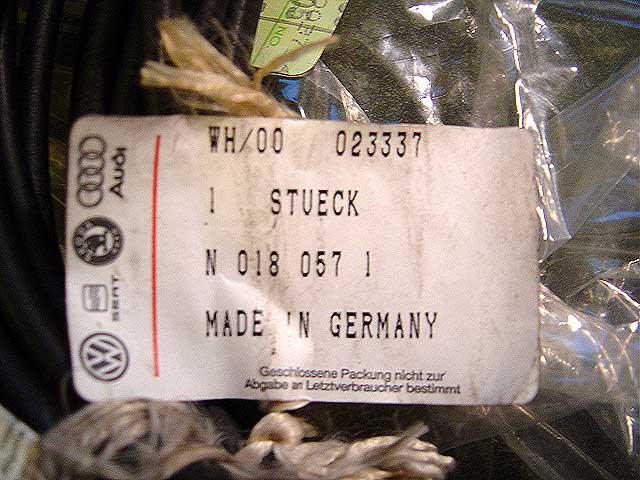 WH/00 023337
1 STUECK
N 018 057 1
MADE IN GERMANY
Geschlossene Packung nicht zur
Abgabe an Letztverbraucher bestimmt
Audi
SEAT